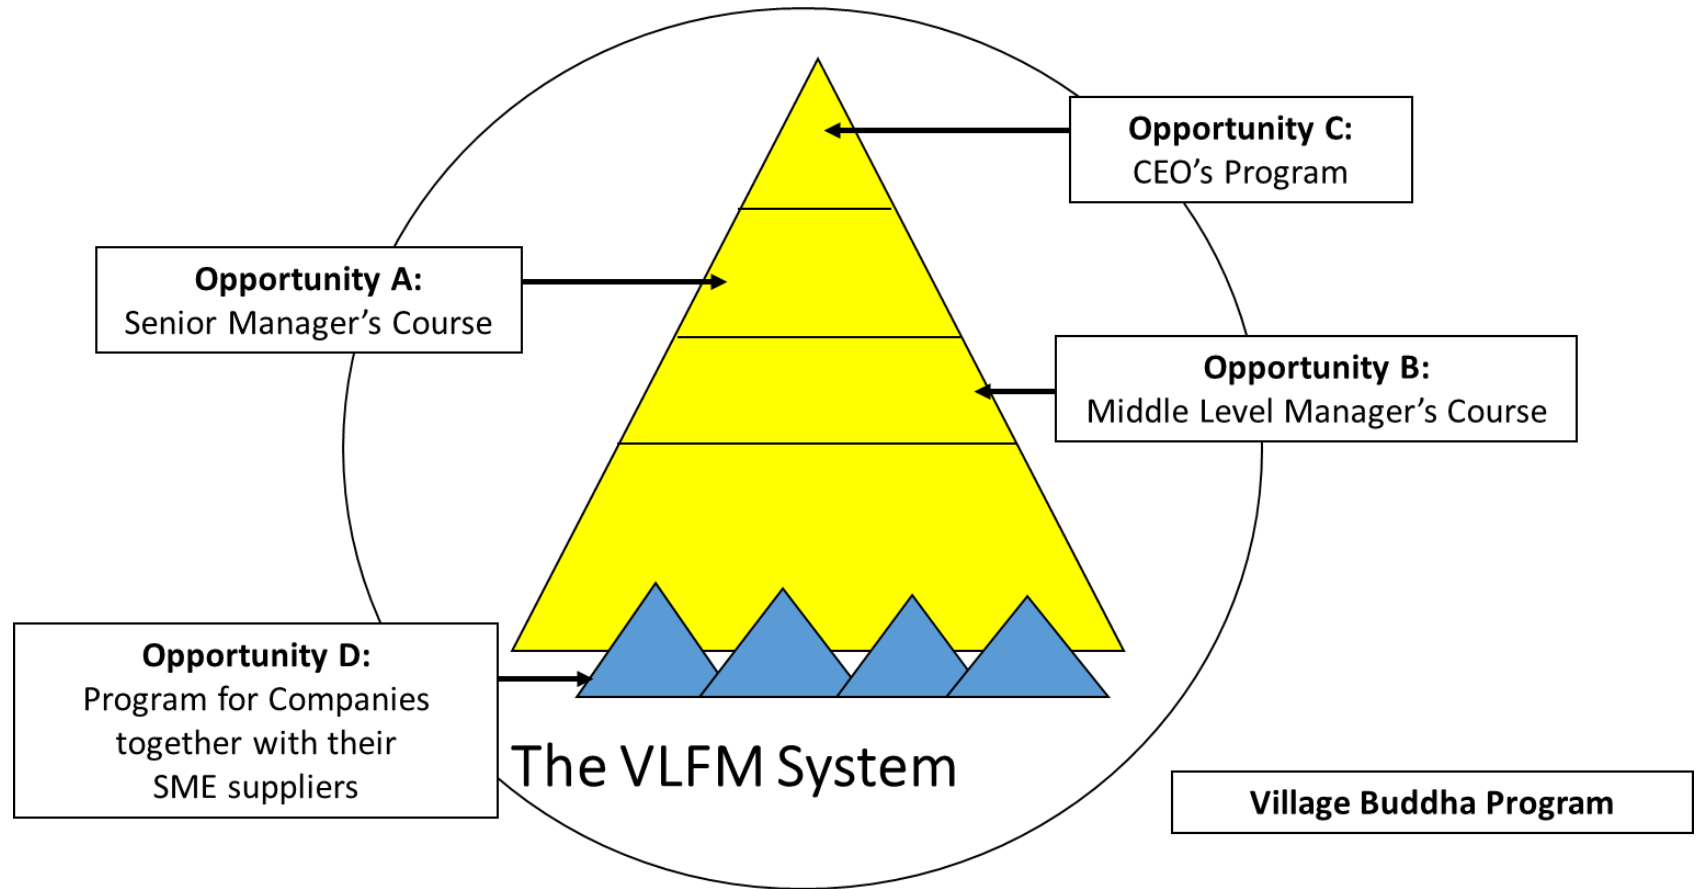 Opportunity C:
CEO’s Program
Opportunity A:
Senior Manager’s Course
Opportunity B:
Middle Level Manager’s Course
Opportunity D:
Program for Companies
together with their
SME suppliers
The VLFM System
Village Buddha Program